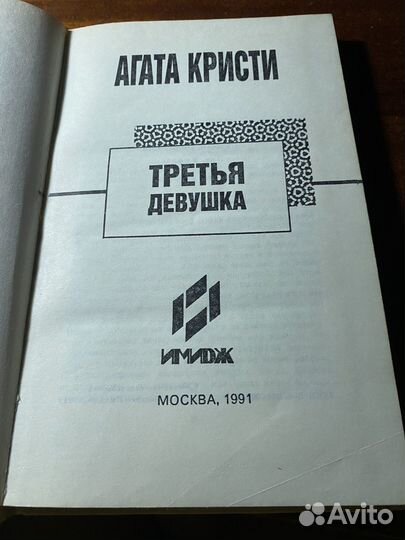 АГАТА КРИСТИ
ТРЕТЬЯ
ДЕВУШКА
ИМИДЖ
МОСКВА, 1991
Avito